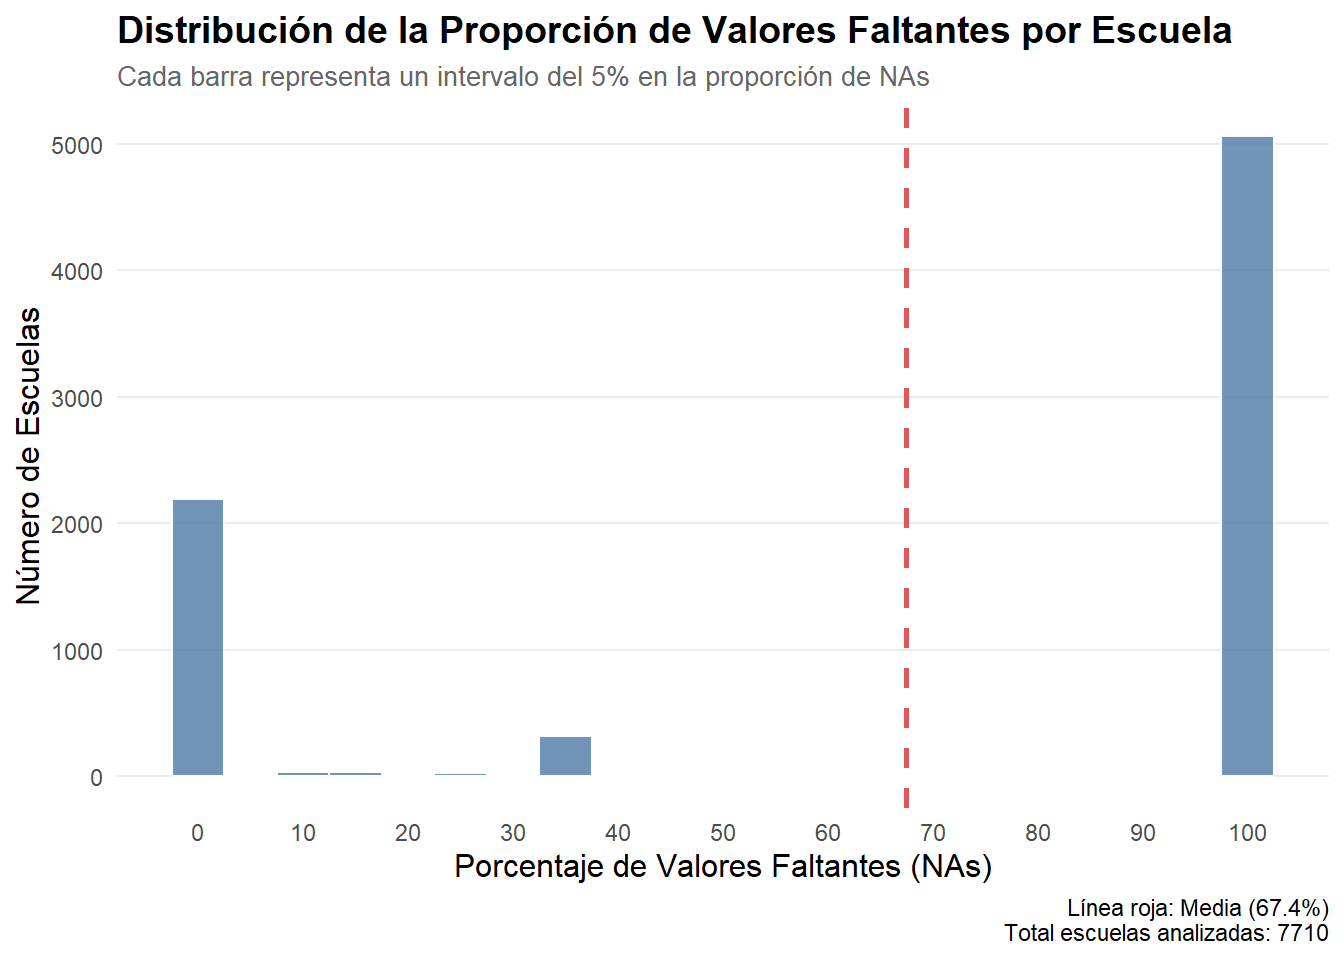 Distribución de la Proporción de Valores Faltantes por Escuela
Cada barra representa un intervalo del 5% en la proporción de NAs
Número de Escuelas
5000
4000
3000
2000
1000
0
0 10 20 30 40 50 60 70 80 90 100
Porcentaje de Valores Faltantes (NAs)
Línea roja: Media (67.4%)
Total escuelas analizadas: 7710